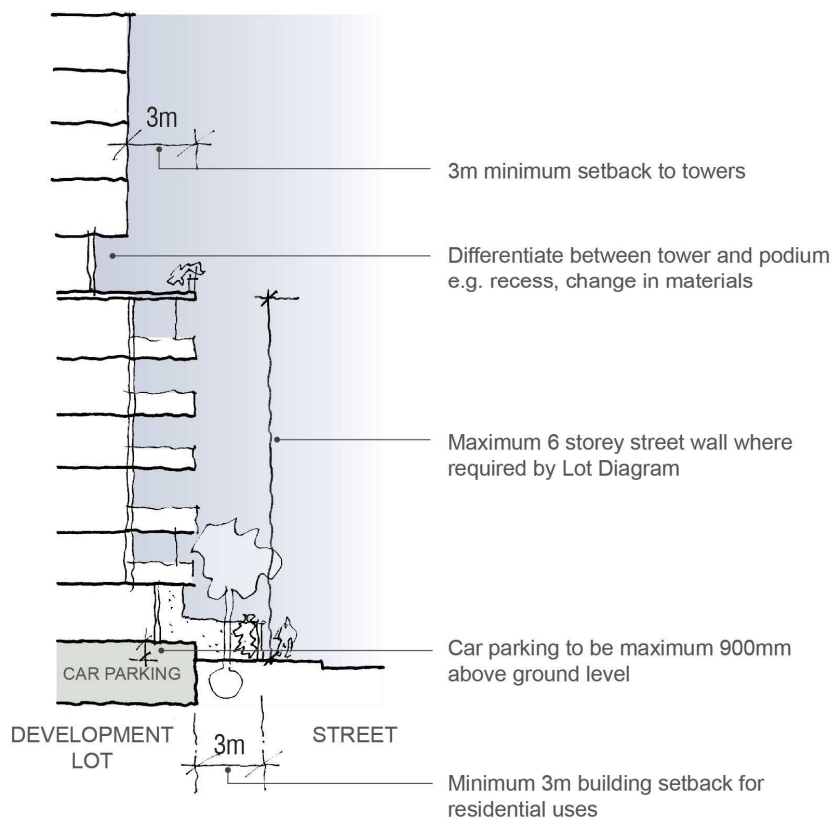 3m
3m minimum setback to towers
Differentiate between tower and podium
e.g. recess, change in materials
Maximum 6 storey street wall where
required by Lot Diagram
Car parking to be maximum 900mm
above ground level
CAR PARKING
DEVELOPMENT
LOT
STREET
3m
Minimum 3m building setback for
residential uses